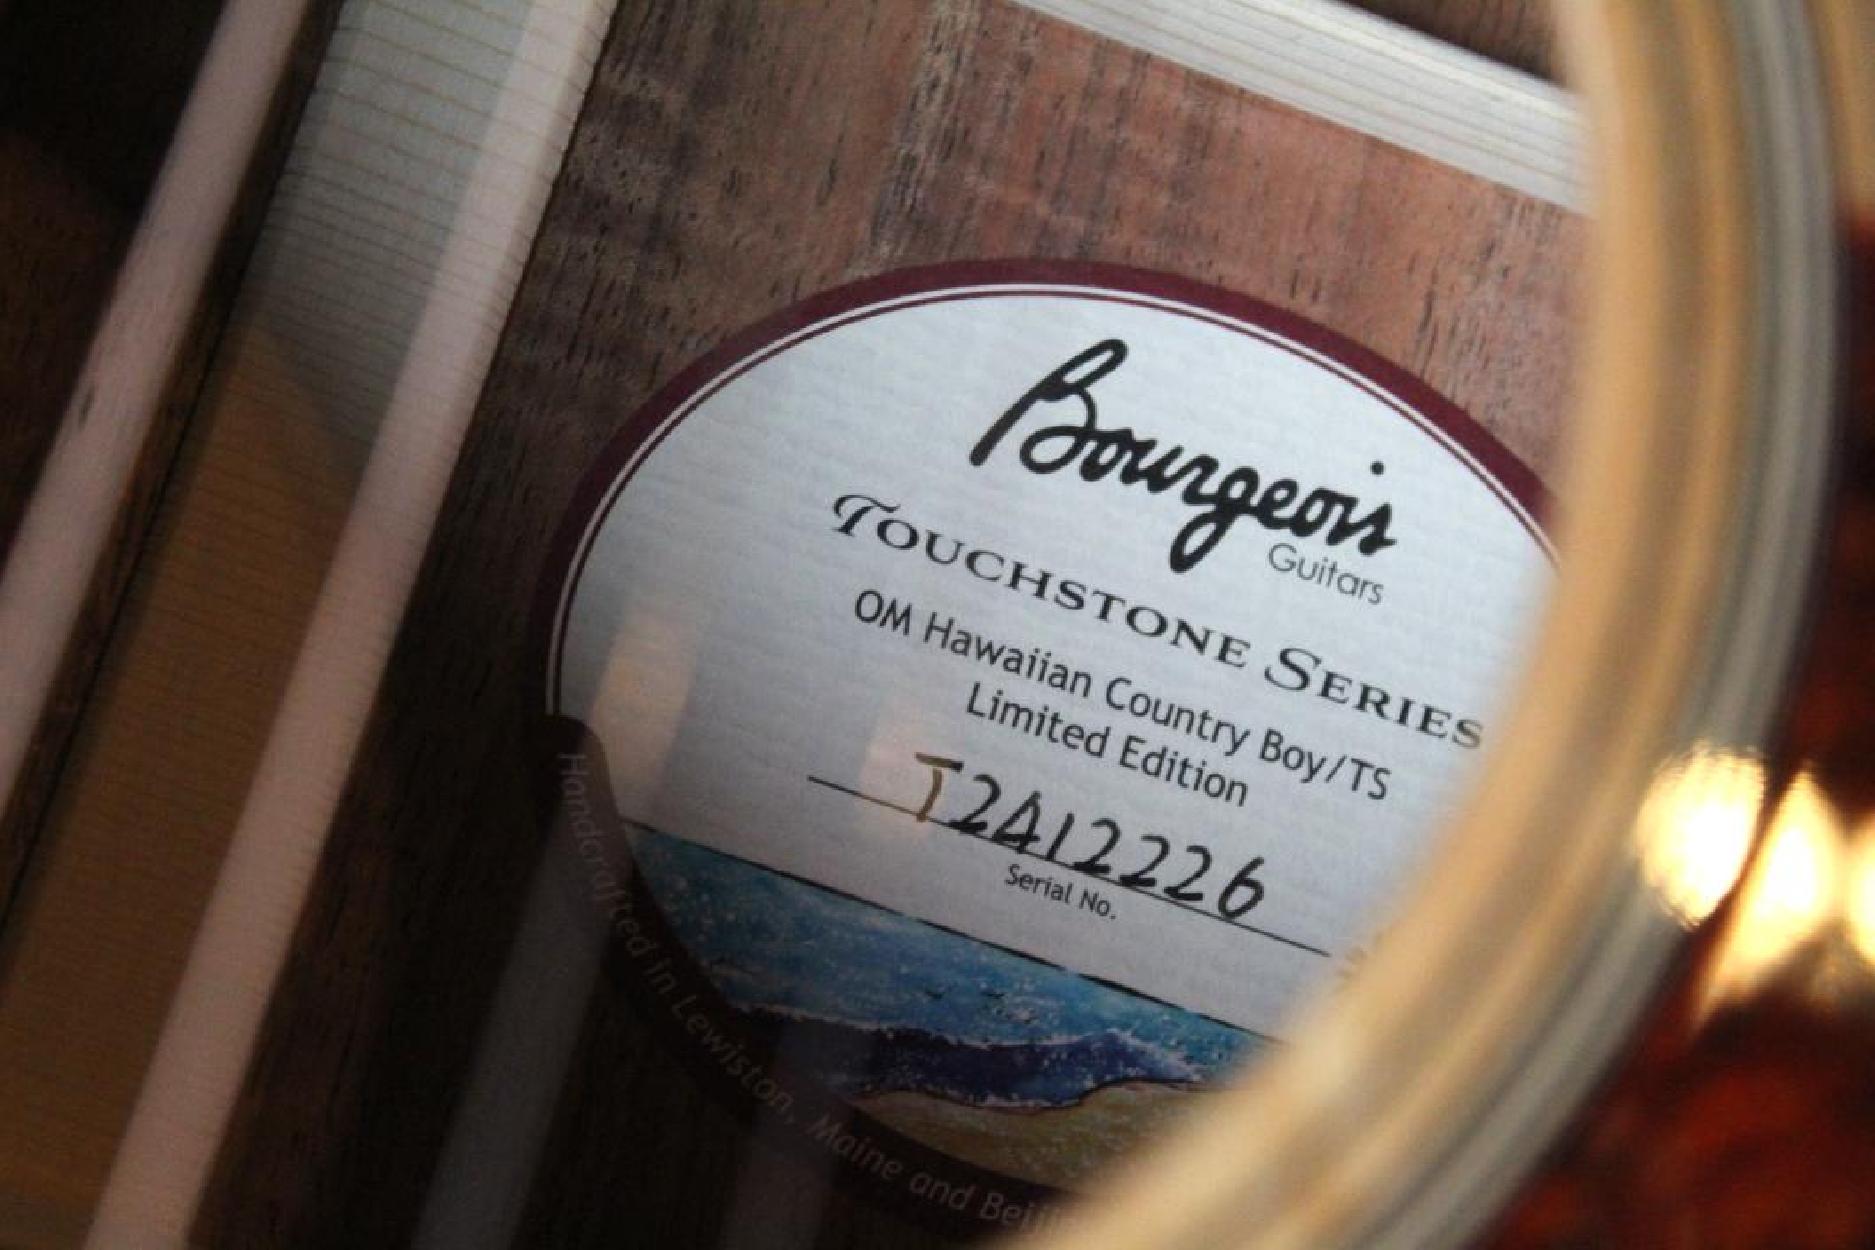 Bourgeois
Guitars
TOUCHSTONE SERIES
OM Hawaiian Country Boy/TS
Limited Edition
T2412226
Serial No.
Handcrafted in Lewiston, Maine and